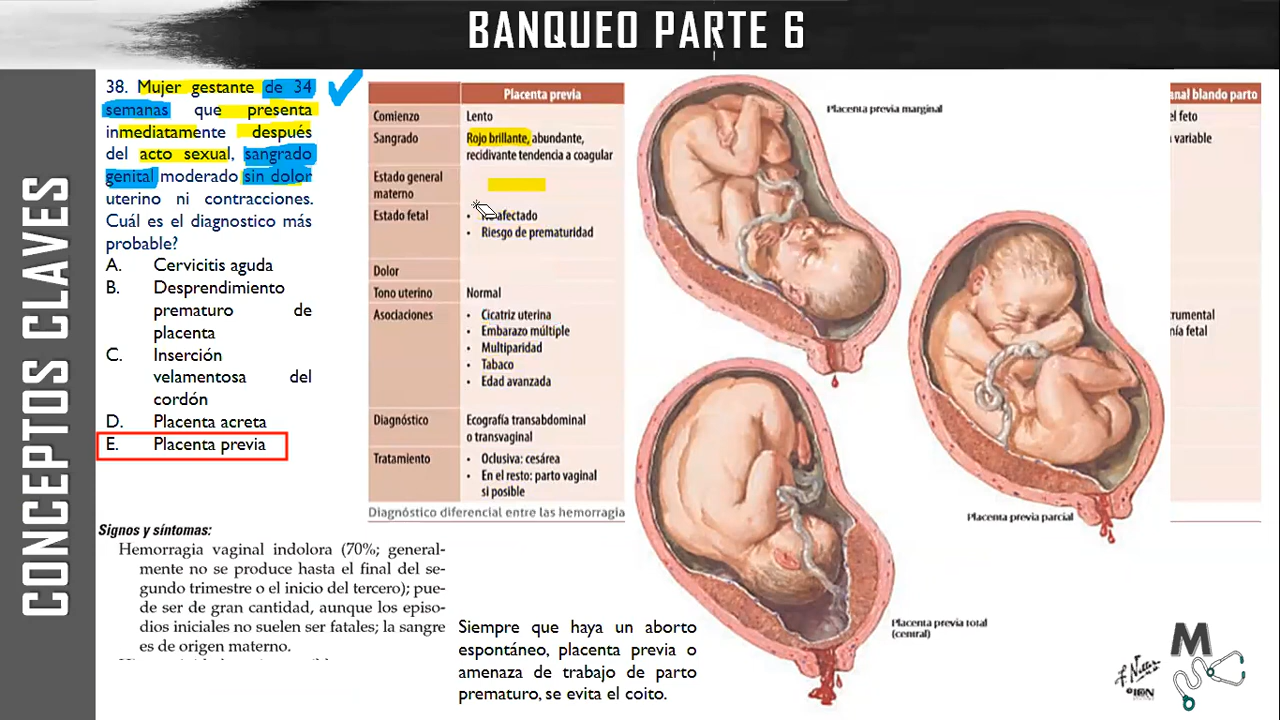 BANQUEO PARTE 6
CONCEPTOS CLAVES
38. Mujer gestante de 34
semanas que presenta
inmediatamente después
del acto sexual, sangrado
genital moderado sin dolor
uterino ni contracciones.
Cuál es el diagnostico más
probable?
A. Cervicitis aguda
B. Desprendimiento
prematuro de
placenta
C. Inserción
velamentosa del
cordón
D. Placenta acreta
E. Placenta previa
Signos y síntomas:
Hemorragia vaginal indolora (70%; general-
mente no se produce hasta el final del se-
gundo trimestre o el inicio del tercero); pue-
de ser de gran cantidad, aunque los episo-
dios iniciales no suelen ser fatales; la sangre
es de origen materno.
Placenta previa
Comienzo Lento
Sangrado Rojo brillante, abundante,
recidivante tendencia a coagular
Estado general
materno
Estado fetal • afectado
• Riesgo de prematuridad
Dolor
Tono uterino Normal
Asociaciones • Cicatriz uterina
• Embarazo múltiple
• Multiparidad
• Tabaco
• Edad avanzada
Diagnóstico Ecografía transabdominal
o transvaginal
Tratamiento • Oclusiva: cesárea
• En el resto: parto vaginal
si posible
Diagnóstico diferencial entre las hemorragia
Siempre que haya un aborto
espontáneo, placenta previa o
amenaza de trabajo de parto
prematuro, se evita el coito.
Placenta previa marginal
Placenta previa parcial
Placenta previa total
(central)
anal blando parto
el feto
variable
trumental
nía fetal
F. Netter
M